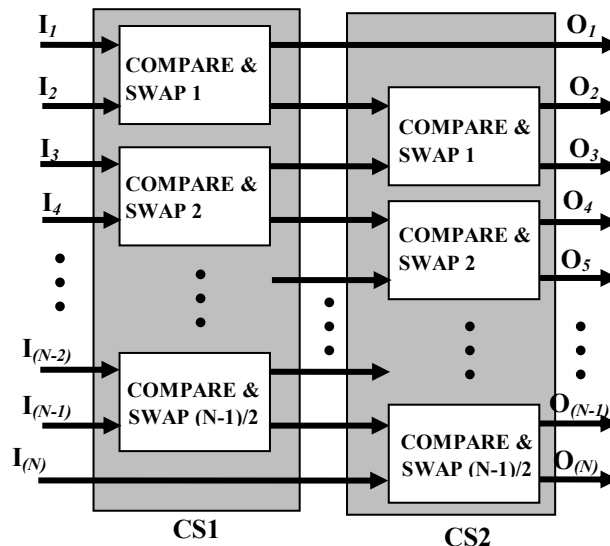 I1
O1
COMPARE &
SWAP 1
I2
O2
COMPARE &
SWAP 1
I3
O3
COMPARE &
SWAP 2
I4
O4
COMPARE &
SWAP 2
O5
I(N-2)
COMPARE &
SWAP (N-1)/2
I(N-1)
O(N-1)
COMPARE &
SWAP (N-1)/2
I(N)
O(N)
CS1
CS2